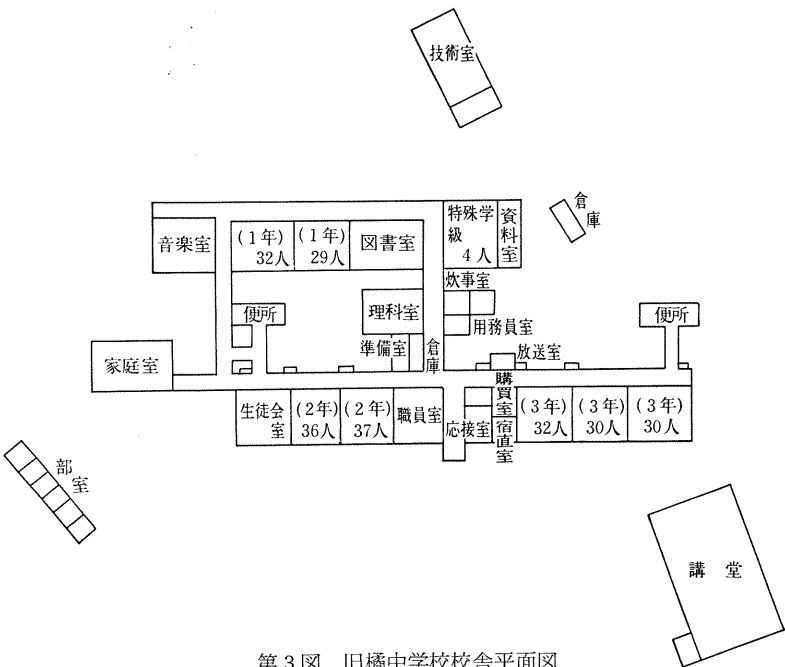 技術室
倉庫
特殊学級
4人
資料室
音楽室
(1年)
32人
(1年)
29人
図書室
炊事室
理科室
便所
用務員室
便所
準備室
倉庫
放送室
家庭室
購買室
生徒会室
(2年)
36人
(2年)
37人
職員室
応接室
宿直室
(3年)
32人
(3年)
30人
(3年)
30人
部室
講堂
第3図 旧橘中学校校舎平面図